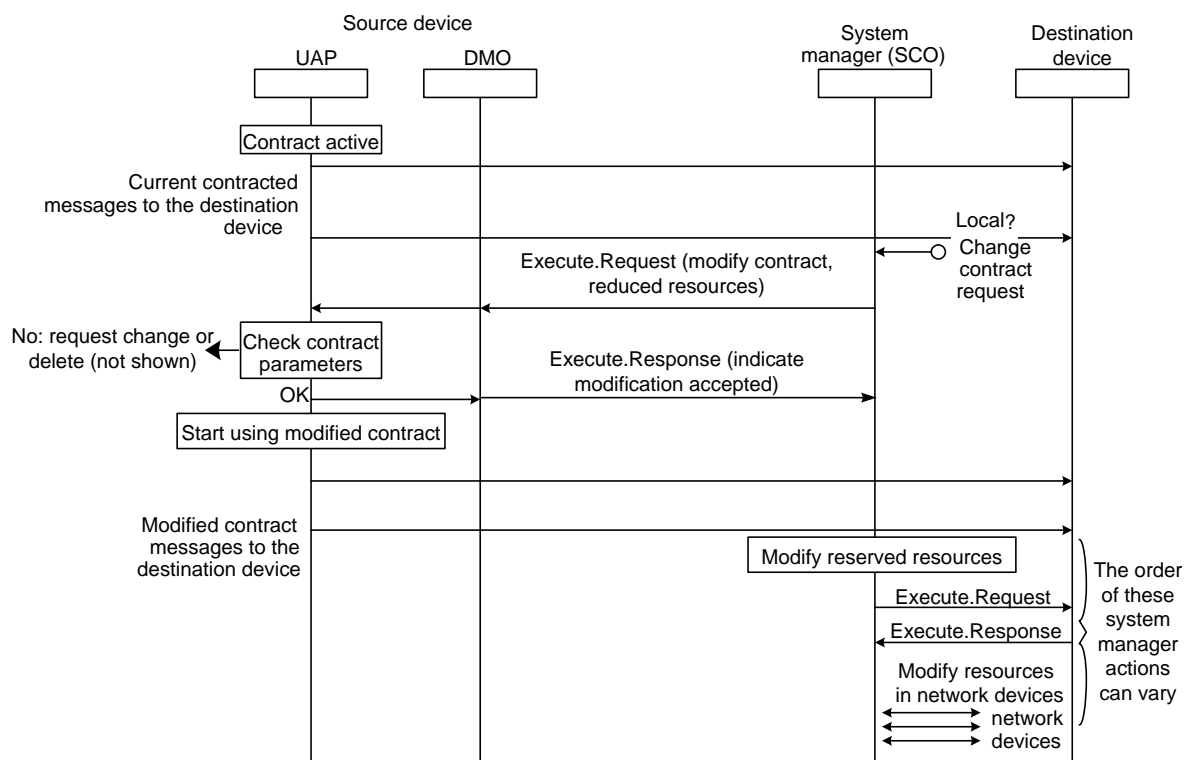 Source device
UAP
DMO
System
manager (SCO)
Destination
device
Contract active
Current contracted
messages to the destination
device
Local?
Change
contract
request
Execute.Request (modify contract,
reduced resources)
No: request change or
delete (not shown)
Check contract
parameters
Execute.Response (indicate
modification accepted)
OK
Start using modified contract
Modified contract
messages to the
destination device
Modify reserved resources
Execute.Request
Execute.Response
The order
of these
system
manager
actions
can vary
Modify resources
in network devices
network
devices